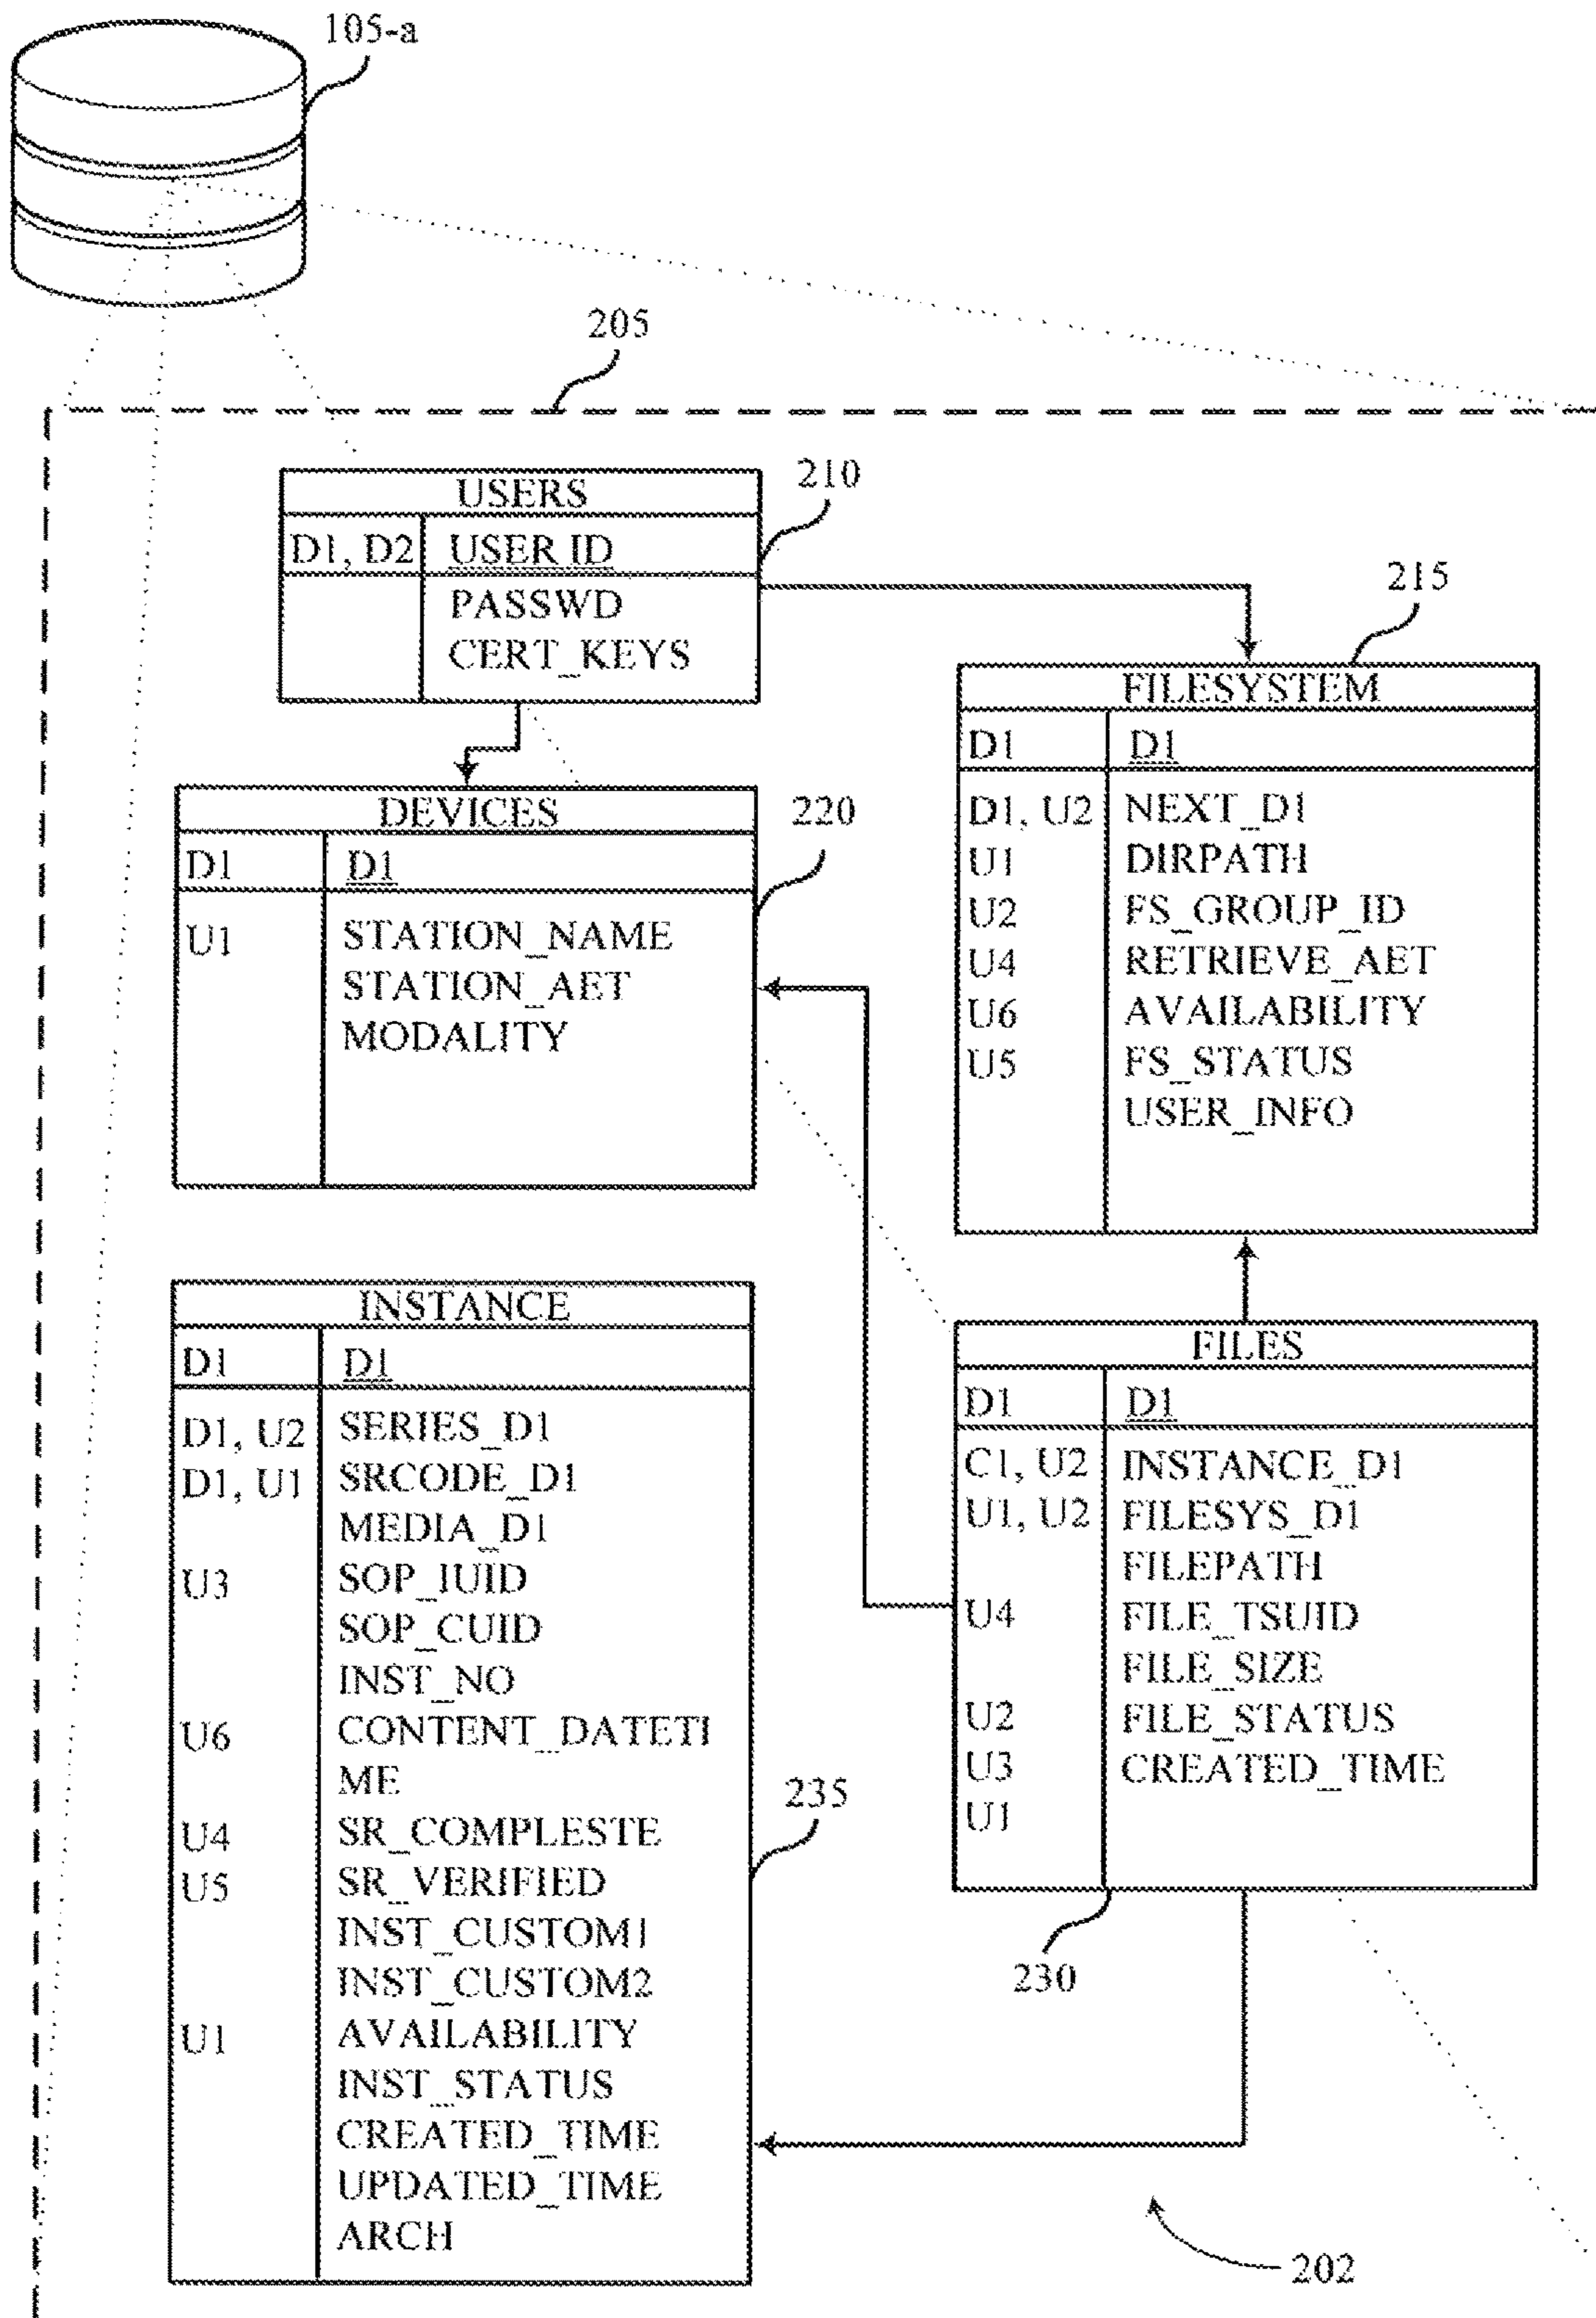 105-a
205
USERS
210
D1, D2 USER ID
PASSWD
CERT_KEYS
215
FILESYSTEM
D1 D1
D1, U2 NEXT_D1
U1 DIRPATH
U2 FS_GROUP_ID
U4 RETRIEVE_AET
U6 AVAILABILITY
U5 FS_STATUS
USER_INFO
DEVICES
220
D1 D1
U1 STATION_NAME
STATION_AET
MODALITY
INSTANCE
D1 D1
D1, U2 SERIES_D1
D1, U1 SRCODE_D1
MEDIA_D1
U3 SOP_IUID
SOP_CUID
INST_NO
U6 CONTENT_DATETI
ME
U4 SR_COMPLESTE
U5 SR_VERIFIED
INST_CUSTOM1
INST_CUSTOM2
U1 AVAILABILITY
INST_STATUS
CREATED_TIME
UPDATED_TIME
ARCH
235
FILES
D1 D1
C1, U2 INSTANCE_D1
U1, U2 FILESYS_D1
FILEPATH
U4 FILE_TSUID
FILE_SIZE
U2 FILE_STATUS
U3 CREATED_TIME
U1
230
202